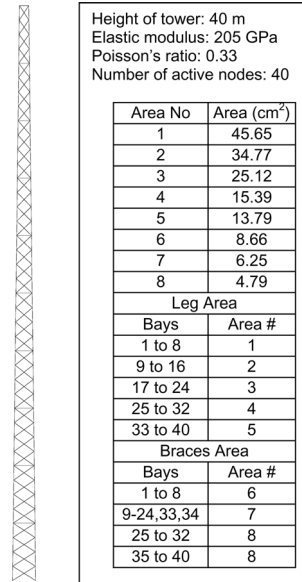 Height of tower: 40 m
Elastic modulus: 205 GPa
Poisson's ratio: 0.33
Number of active nodes: 40
Area No Area (cm²)
1 45.65
2 34.77
3 25.12
4 15.39
5 13.79
6 8.66
7 6.25
8 4.79
Leg Area
Bays Area #
1 to 8 1
9 to 16 2
17 to 24 3
25 to 32 4
33 to 40 5
Braces Area
Bays Area #
1 to 8 6
9-24,33,34 7
25 to 32 8
35 to 40 8